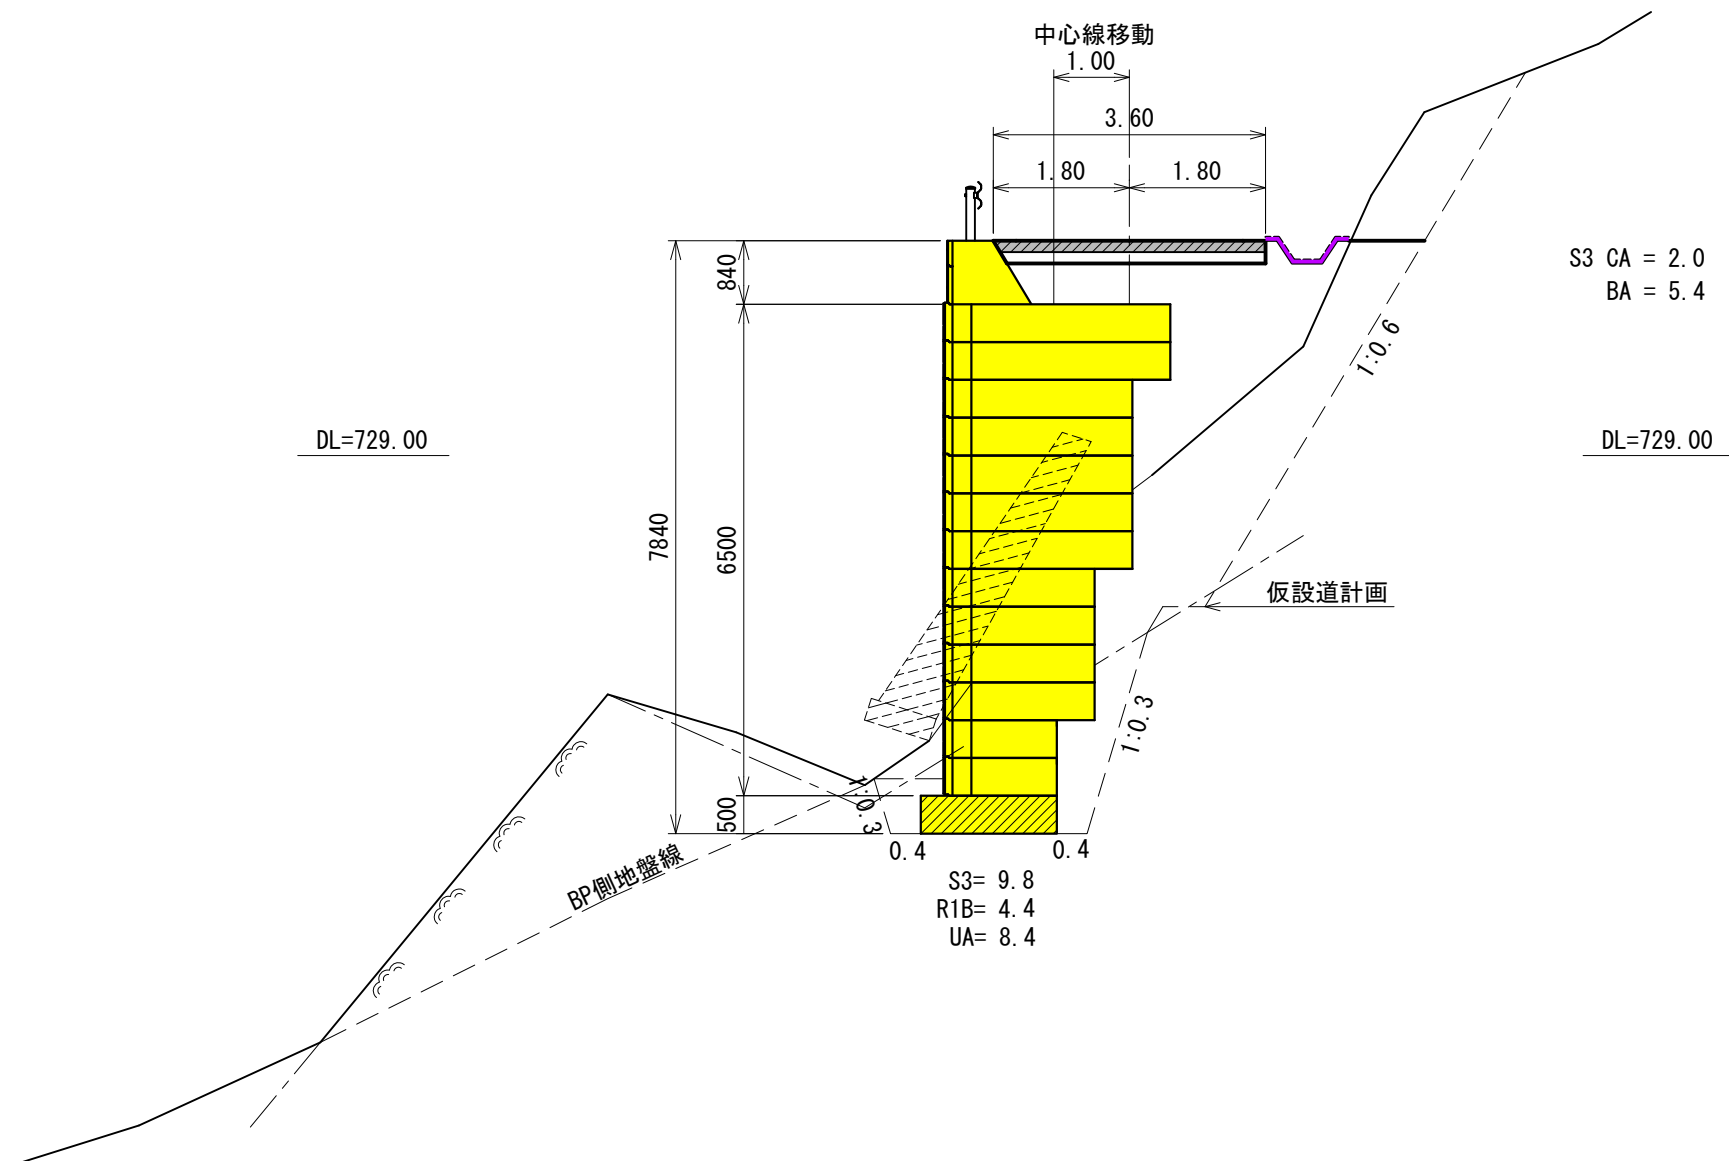 中心線移動
1.00
3.60
1.80
1.80
840
S3 CA = 2.0
BA = 5.4
1:0.6
DL=729.00
DL=729.00
7840
6500
仮設道計画
1:0.3
1:0.3
500
0.4
0.4
BP側地盤線
S3= 9.8
R1B= 4.4
UA= 8.4